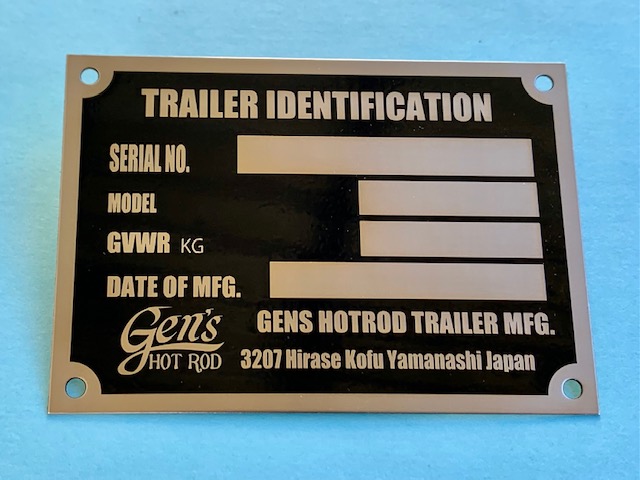 TRAILER IDENTIFICATION
SERIAL NO.
MODEL
GVWR KG
DATE OF MFG.
Gen's
HOT ROD
GENS HOTROD TRAILER MFG.
3207 Hirase Kofu Yamanashi Japan